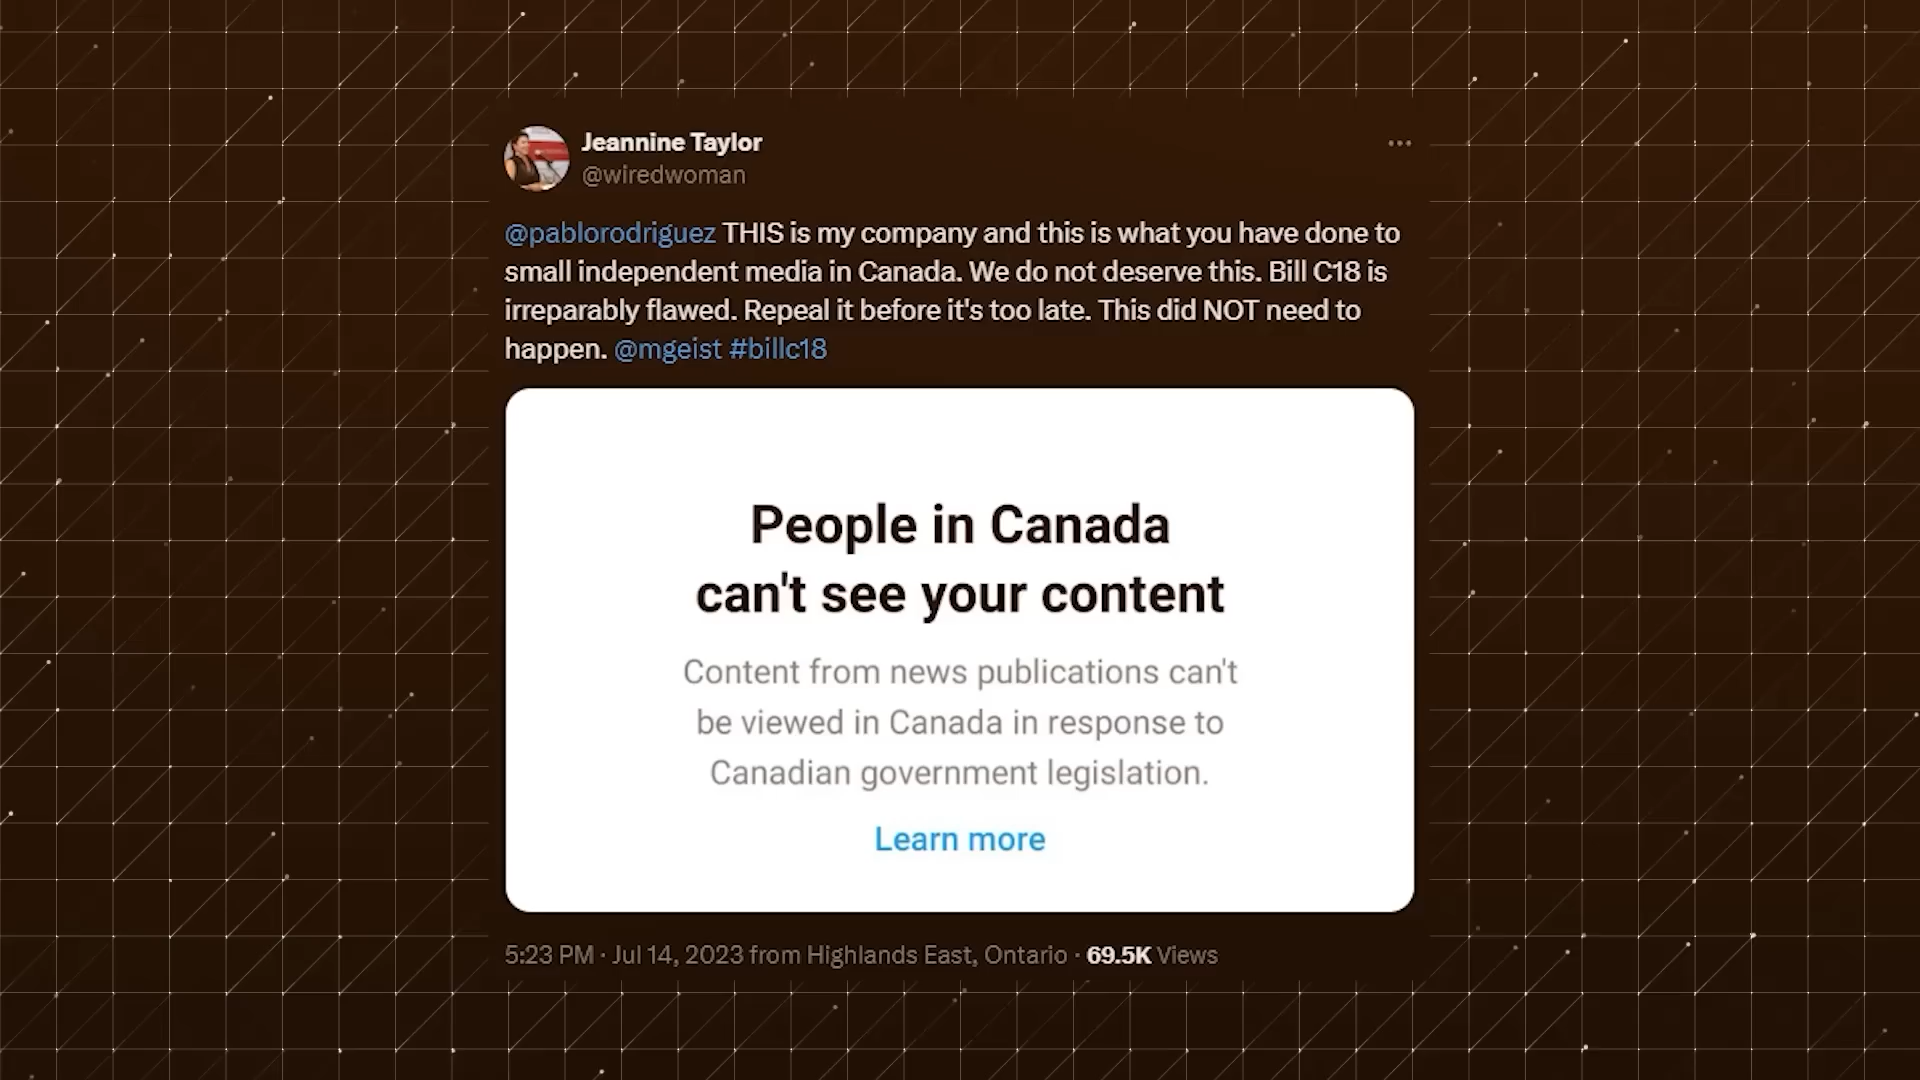 Jeannine Taylor
@wiredwoman
@pablorodriguez THIS is my company and this is what you have done to
small independent media in Canada. We do not deserve this. Bill C18 is
irreparably flawed. Repeal it before it's too late. This did NOT need to
happen. @mgeist #billc18
People in Canada
can't see your content
Content from news publications can't
be viewed in Canada in response to
Canadian government legislation.
Learn more
5:23 PM · Jul 14, 2023 from Highlands East, Ontario · 69.5K Views